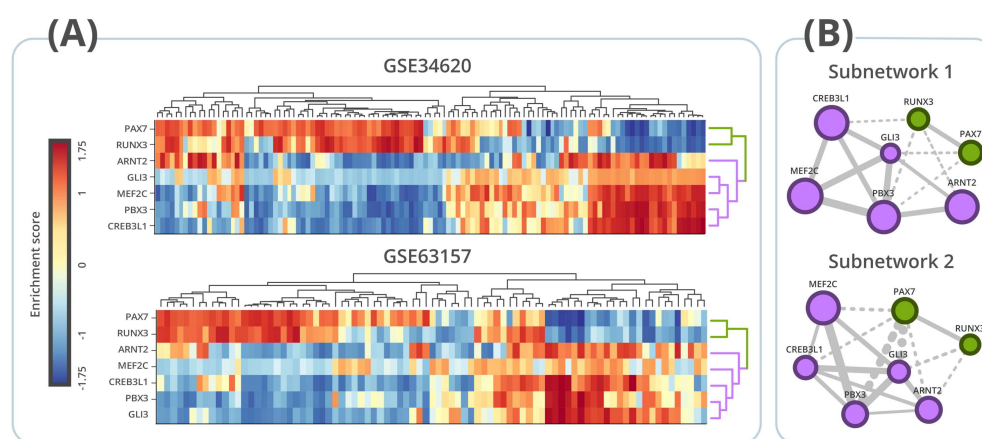 (A)
GSE34620
PAX7
RUNX3
ARNT2
GLI3
MEF2C
PBX3
CREB3L1
Enrichment score
1.75
1
0
-1
-1.75
GSE63157
PAX7
RUNX3
ARNT2
MEF2C
CREB3L1
PBX3
GLI3
(B)
Subnetwork 1
CREB3L1
RUNX3
GLI3
PAX7
MEF2C
PBX3
ARNT2
Subnetwork 2
MEF2C
PAX7
RUNX3
CREB3L1
GLI3
ARNT2
PBX3